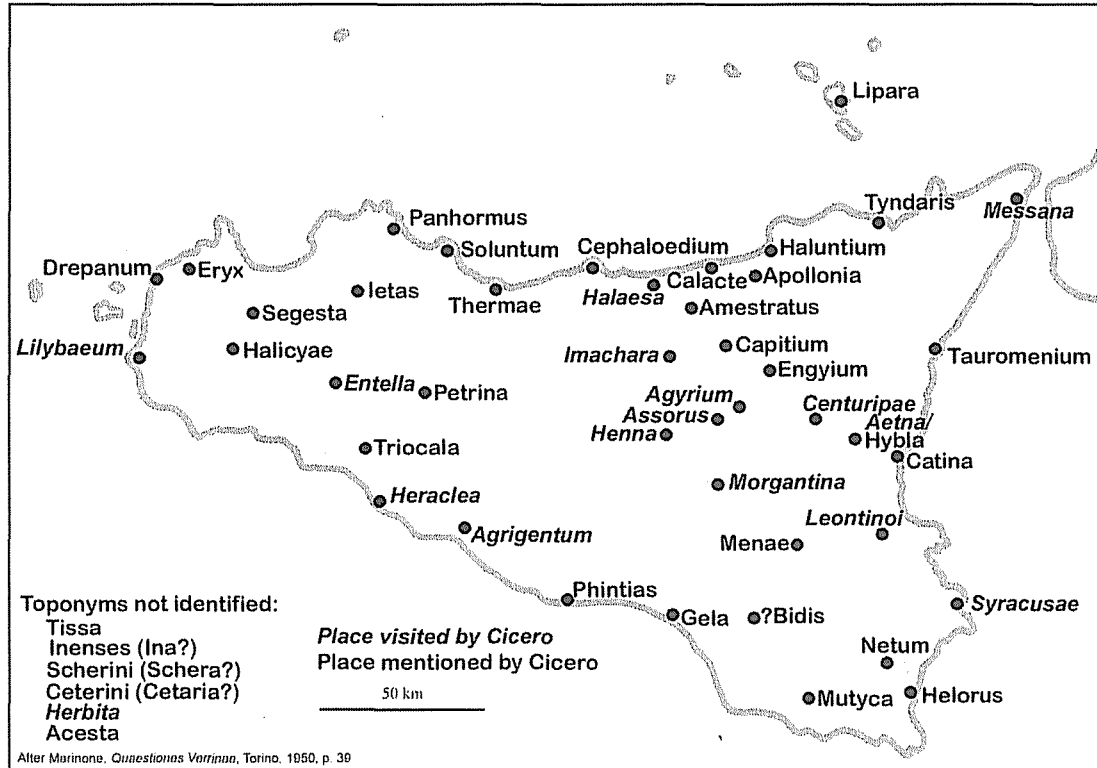 Lipara
Messana
Tyndaris
Panhormus
Soluntum
Cephaloedium
Haluntium
Drepanum
Eryx
Ietas
Thermae
Halaesa
Calacte
Apollonia
Segesta
Amestratus
Lilybaeum
Halicyae
Imachara
Capitium
Tauromenium
Engyium
Entella
Petrina
Agyrium
Assorus
Centuripae
Henna
Aetna/
Hybla
Triocala
Catina
Heraclea
Morgantina
Agrigentum
Leontinoi
Menae
Phintias
Gela
?Bidis
Syracusae
Netum
Mutyca
Helorus
Toponyms not identified:
Tissa
Inenses (Ina?)
Scherini (Schera?)
Ceterini (Cetaria?)
Herbita
Acesta
Place visited by Cicero
Place mentioned by Cicero
50 km
After Marinone, Quaestiones Verrinae, Torino, 1950, p. 39